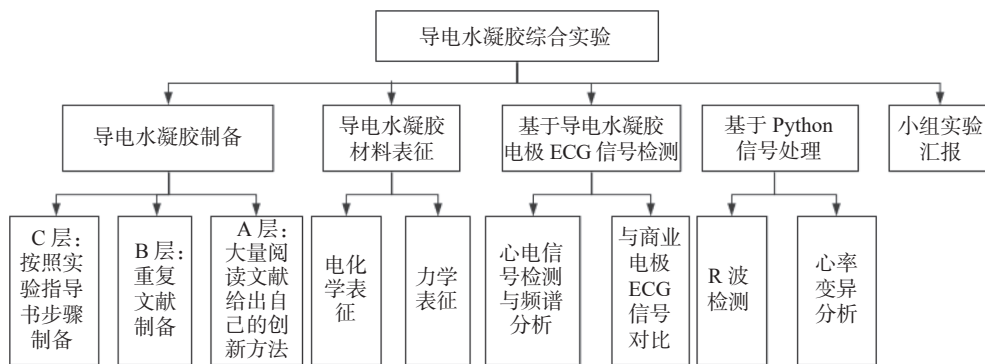 导电水凝胶综合实验
导电水凝胶制备
导电水凝胶
材料表征
基于导电水凝胶
电极 ECG 信号检测
基于 Python
信号处理
小组实验
汇报
C 层：
按照实
验指导
书步骤
制备
B 层：
重复
文献
制备
A 层：
大量阅
读文献
给出自
己的创
新方法
电化
学表
征
力学
表征
心电信
号检测
与频谱
分析
与商业
电极
ECG
信号
对比
R 波
检测
心率
变异
分析